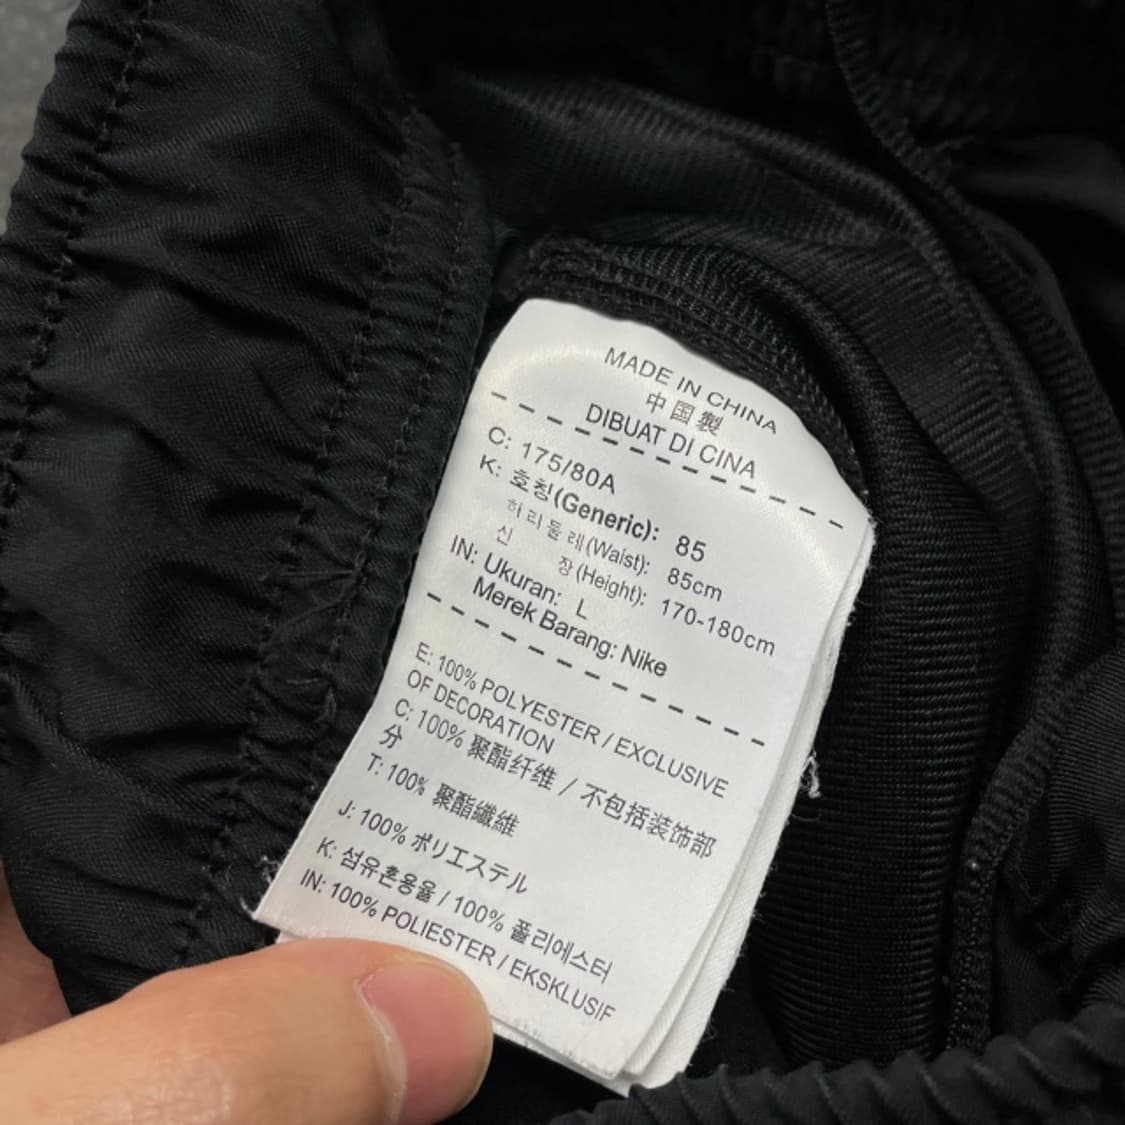 MADE IN CHINA
中国製
DIBUAT DI CINA
C: 175/80A
K: 호칭(Generic): 85
허리둘레(Waist): 85cm
신 장(Height): 170-180cm
IN: Ukuran: L
Merek Barang: Nike
E: 100% POLYESTER / EXCLUSIVE
OF DECORATION
C: 100% 聚酯纤维 / 不包括装饰部
分
T: 100% 聚酯纖維
J: 100% ポリエステル
K: 섬유혼용율 / 100% 폴리에스터
IN: 100% POLIESTER / EKSKLUSIF